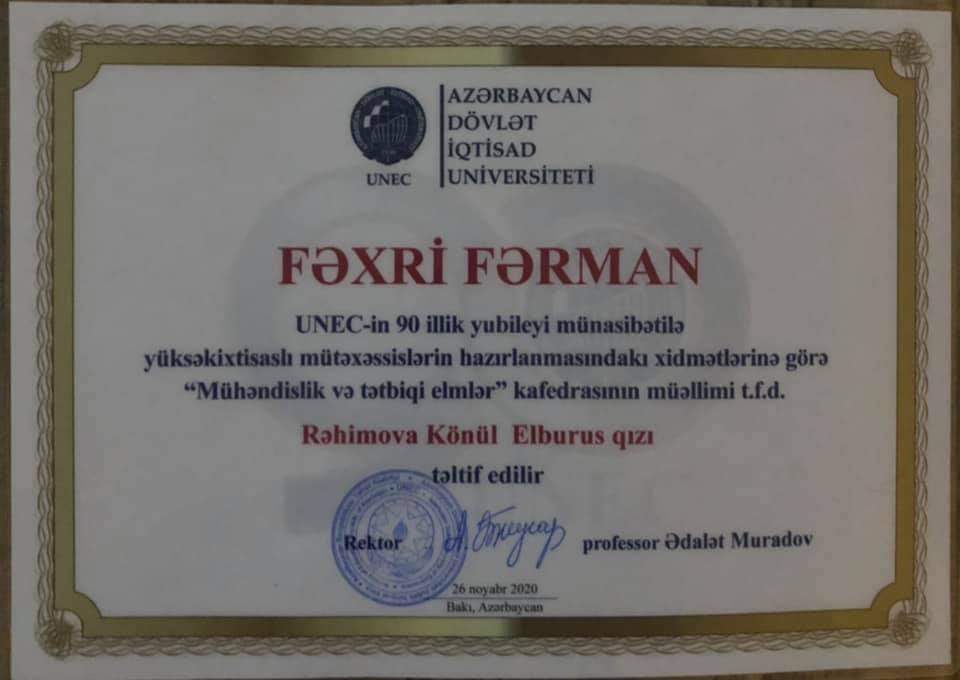 AZƏRBAYCAN
DÖVLƏT
İQTİSAD
UNİVERSİTETİ
UNEC
FƏXRİ FƏRMAN
UNEC-in 90 illik yubileyi münasibətilə
yüksəkixtisaslı mütəxəssislərin hazırlanmasındakı xidmətlərinə görə
“Mühəndislik və tətbiqi elmlər” kafedrasının müəllimi t.f.d.
Rəhimova Könül Elburus qızı
təltif edilir
Rektor professor Ədalət Muradov
26 noyabr 2020
Bakı, Azərbaycan